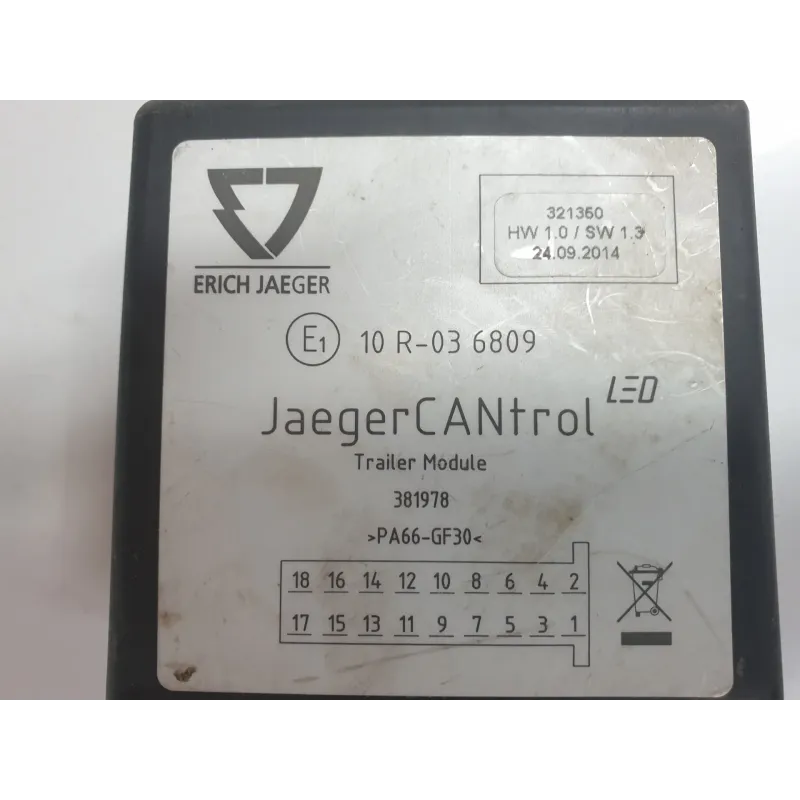 ERICH JAEGER
321350
HW 1.0 / SW 1.3
24.09.2014
E1 10 R-03 6809
JaegerCANtrol LED
Trailer Module
381978
>PA66-GF30<
18 16 14 12 10 8 6 4 2
17 15 13 11 9 7 5 3 1